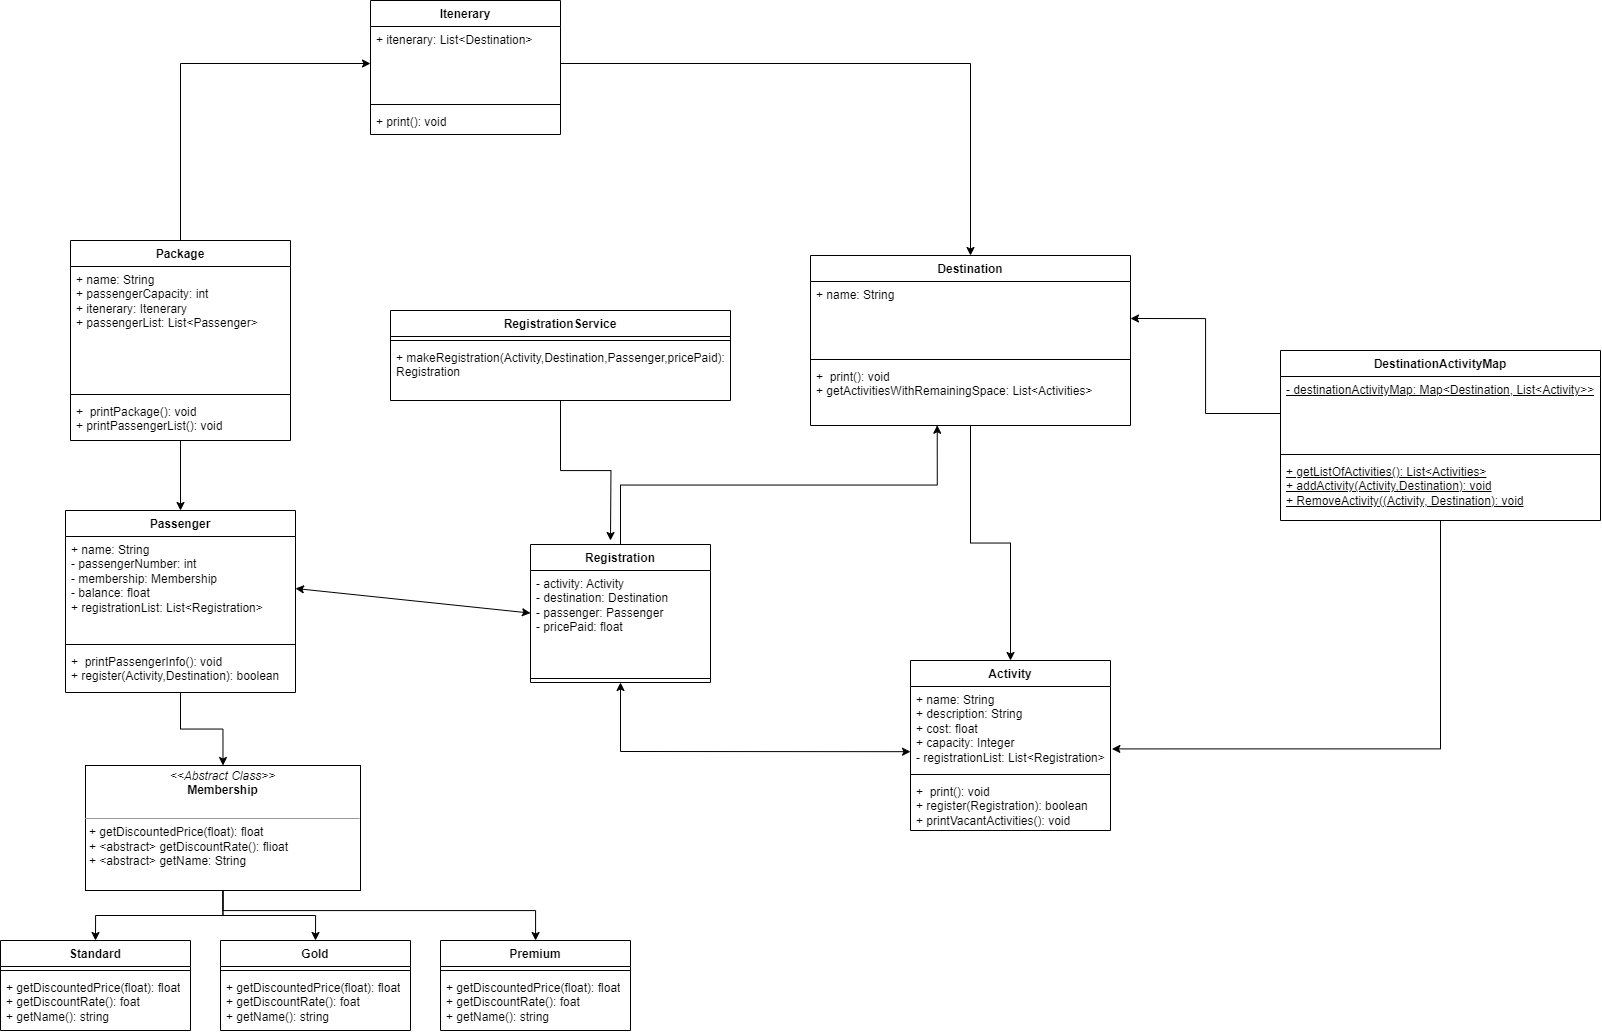 Itenerary
+ itenerary: List<Destination>
+ print(): void
Package
+ name: String
+ passengerCapacity: int
+ itenerary: Itenerary
+ passengerList: List<Passenger>
+  printPackage(): void
+ printPassengerList(): void
RegistrationService
+ makeRegistration(Activity,Destination,Passenger,pricePaid):
Registration
Destination
+ name: String
+  print(): void
+ getActivitiesWithRemainingSpace: List<Activities>
DestinationActivityMap
- destinationActivityMap: Map<Destination, List<Activity>>
+ getListOfActivities(): List<Activities>
+ addActivity(Activity,Destination): void
+ RemoveActivity((Activity, Destination): void
Passenger
+ name: String
- passengerNumber: int
- membership: Membership
- balance: float
+ registrationList: List<Registration>
+  printPassengerInfo(): void
+ register(Activity,Destination): boolean
Registration
- activity: Activity
- destination: Destination
- passenger: Passenger
- pricePaid: float
Activity
+ name: String
+ description: String
+ cost: float
+ capacity: Integer
- registrationList: List<Registration>
+  print(): void
+ register(Registration): boolean
+ printVacantActivities(): void
<<Abstract Class>>
Membership
+ getDiscountedPrice(float): float
+ <abstract> getDiscountRate(): flioat
+ <abstract> getName: String
Standard
+ getDiscountedPrice(float): float
+ getDiscountRate(): foat
+ getName(): string
Gold
+ getDiscountedPrice(float): float
+ getDiscountRate(): foat
+ getName(): string
Premium
+ getDiscountedPrice(float): float
+ getDiscountRate(): foat
+ getName(): string